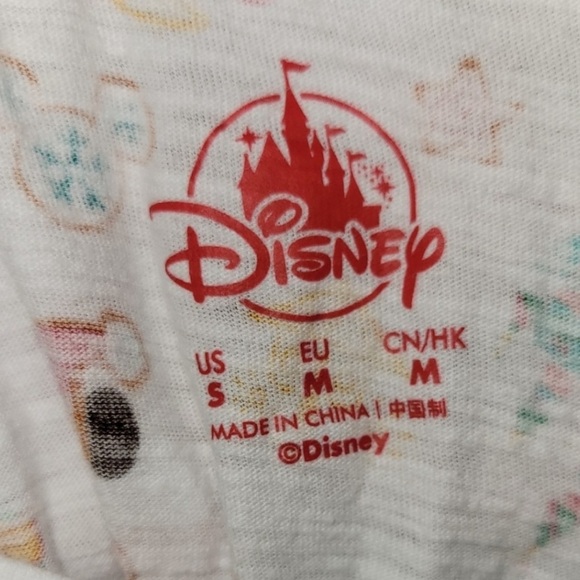 Disney
US EU CN/HK
S M M
MADE IN CHINA | 中国制
©Disney